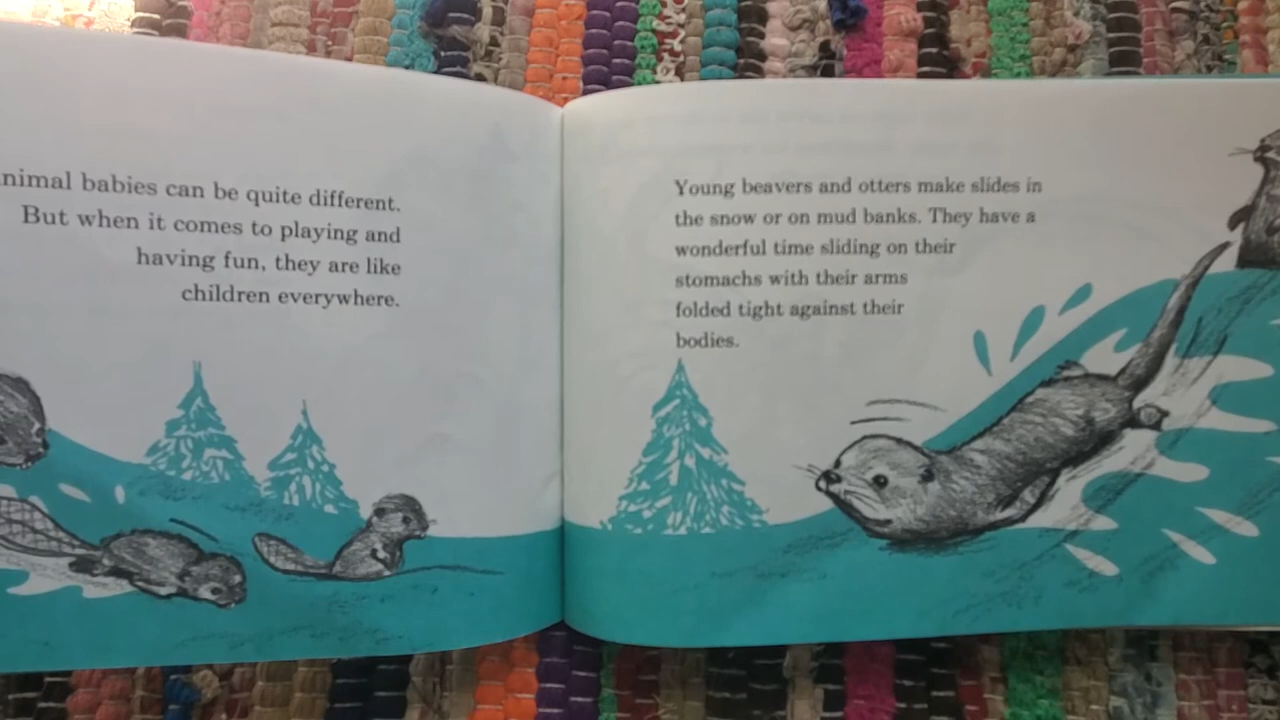 nimal babies can be quite different.
But when it comes to playing and
having fun, they are like
children everywhere.
Young beavers and otters make slides in
the snow or on mud banks. They have a
wonderful time sliding on their
stomachs with their arms
folded tight against their
bodies.